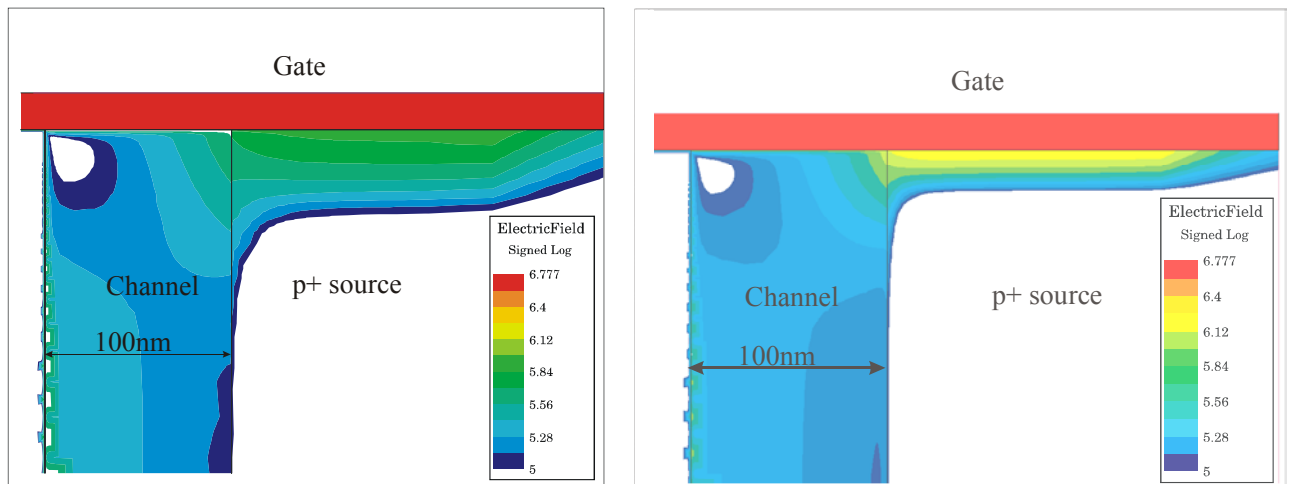 Gate
Channel
p+ source
100nm
ElectricField
Signed Log
6.777
6.4
6.12
5.84
5.56
5.28
5
Gate
Channel
p+ source
100nm
ElectricField
Signed Log
6.777
6.4
6.12
5.84
5.56
5.28
5